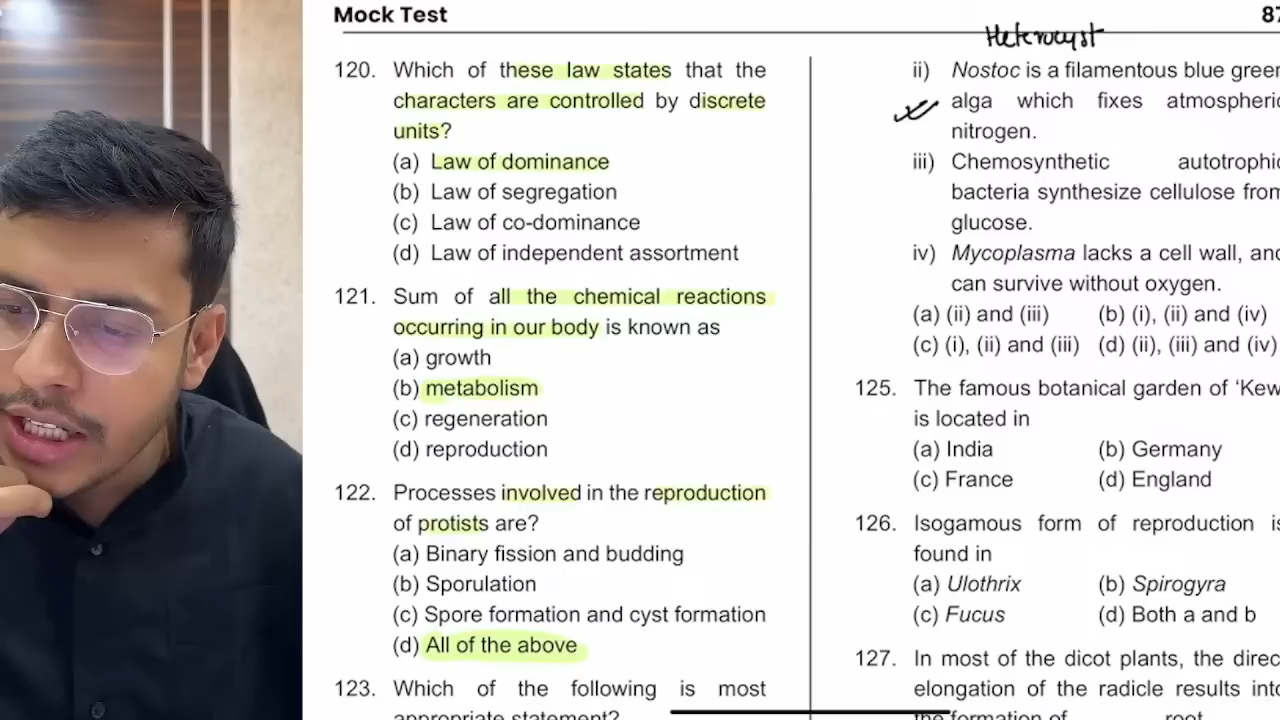 Mock Test
87
120. Which of these law states that the
characters are controlled by discrete
units?
(a) Law of dominance
(b) Law of segregation
(c) Law of co-dominance
(d) Law of independent assortment
121. Sum of all the chemical reactions
occurring in our body is known as
(a) growth
(b) metabolism
(c) regeneration
(d) reproduction
122. Processes involved in the reproduction
of protists are?
(a) Binary fission and budding
(b) Sporulation
(c) Spore formation and cyst formation
(d) All of the above
123. Which of the following is most
appropriate statement?
Heterocyst
ii) Nostoc is a filamentous blue green
alga which fixes atmospheric
nitrogen.
iii) Chemosynthetic autotrophic
bacteria synthesize cellulose from
glucose.
iv) Mycoplasma lacks a cell wall, and
can survive without oxygen.
(a) (ii) and (iii) (b) (i), (ii) and (iv)
(c) (i), (ii) and (iii) (d) (ii), (iii) and (iv)
125. The famous botanical garden of ‘Kew
is located in
(a) India (b) Germany
(c) France (d) England
126. Isogamous form of reproduction is
found in
(a) Ulothrix (b) Spirogyra
(c) Fucus (d) Both a and b
127. In most of the dicot plants, the direc
elongation of the radicle results into
the formation of root